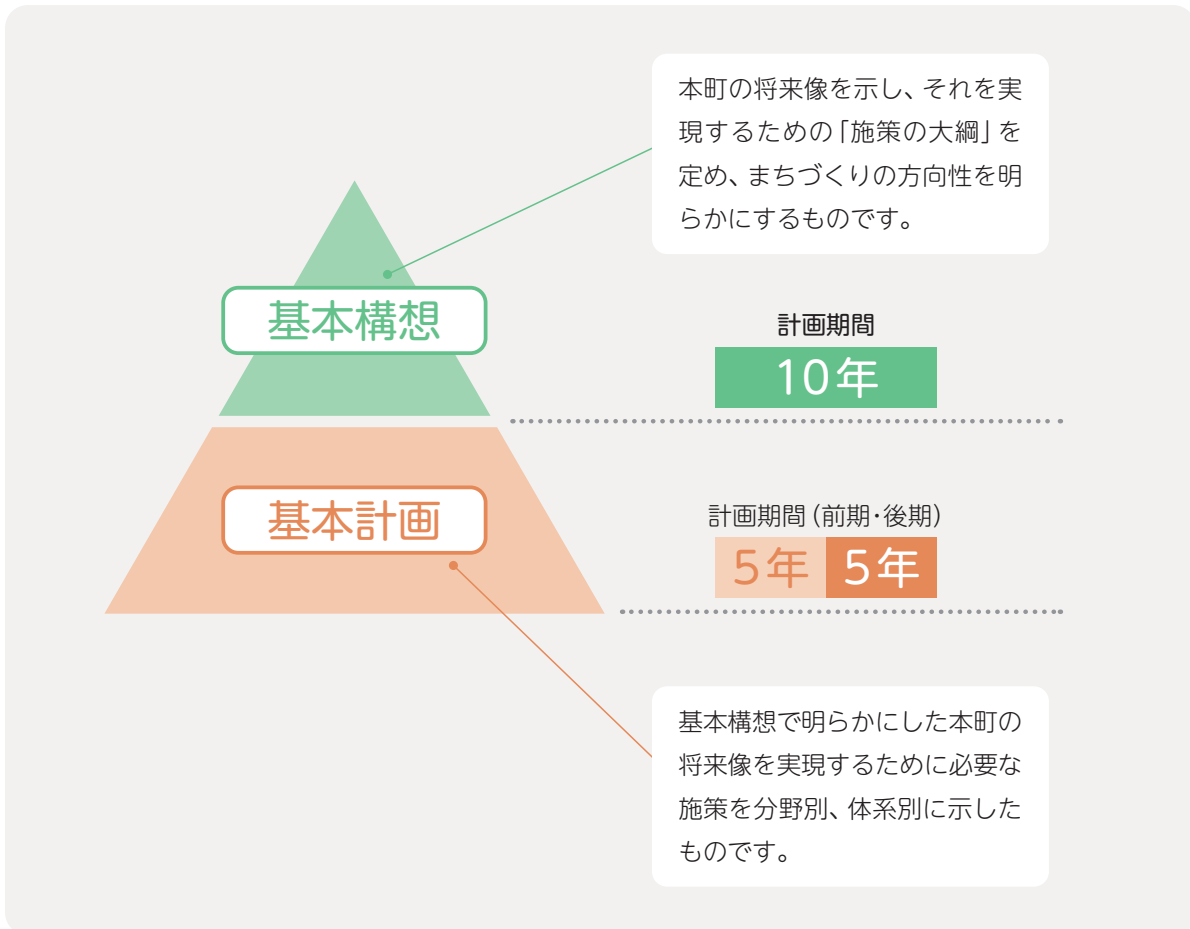 本町の将来像を示し、それを実
現するための「施策の大綱」を
定め、まちづくりの方向性を明
らかにするものです。
基本構想
計画期間
10年
基本計画
計画期間（前期・後期）
5年 5年
基本構想で明らかにした本町の
将来像を実現するために必要な
施策を分野別、体系別に示した
ものです。